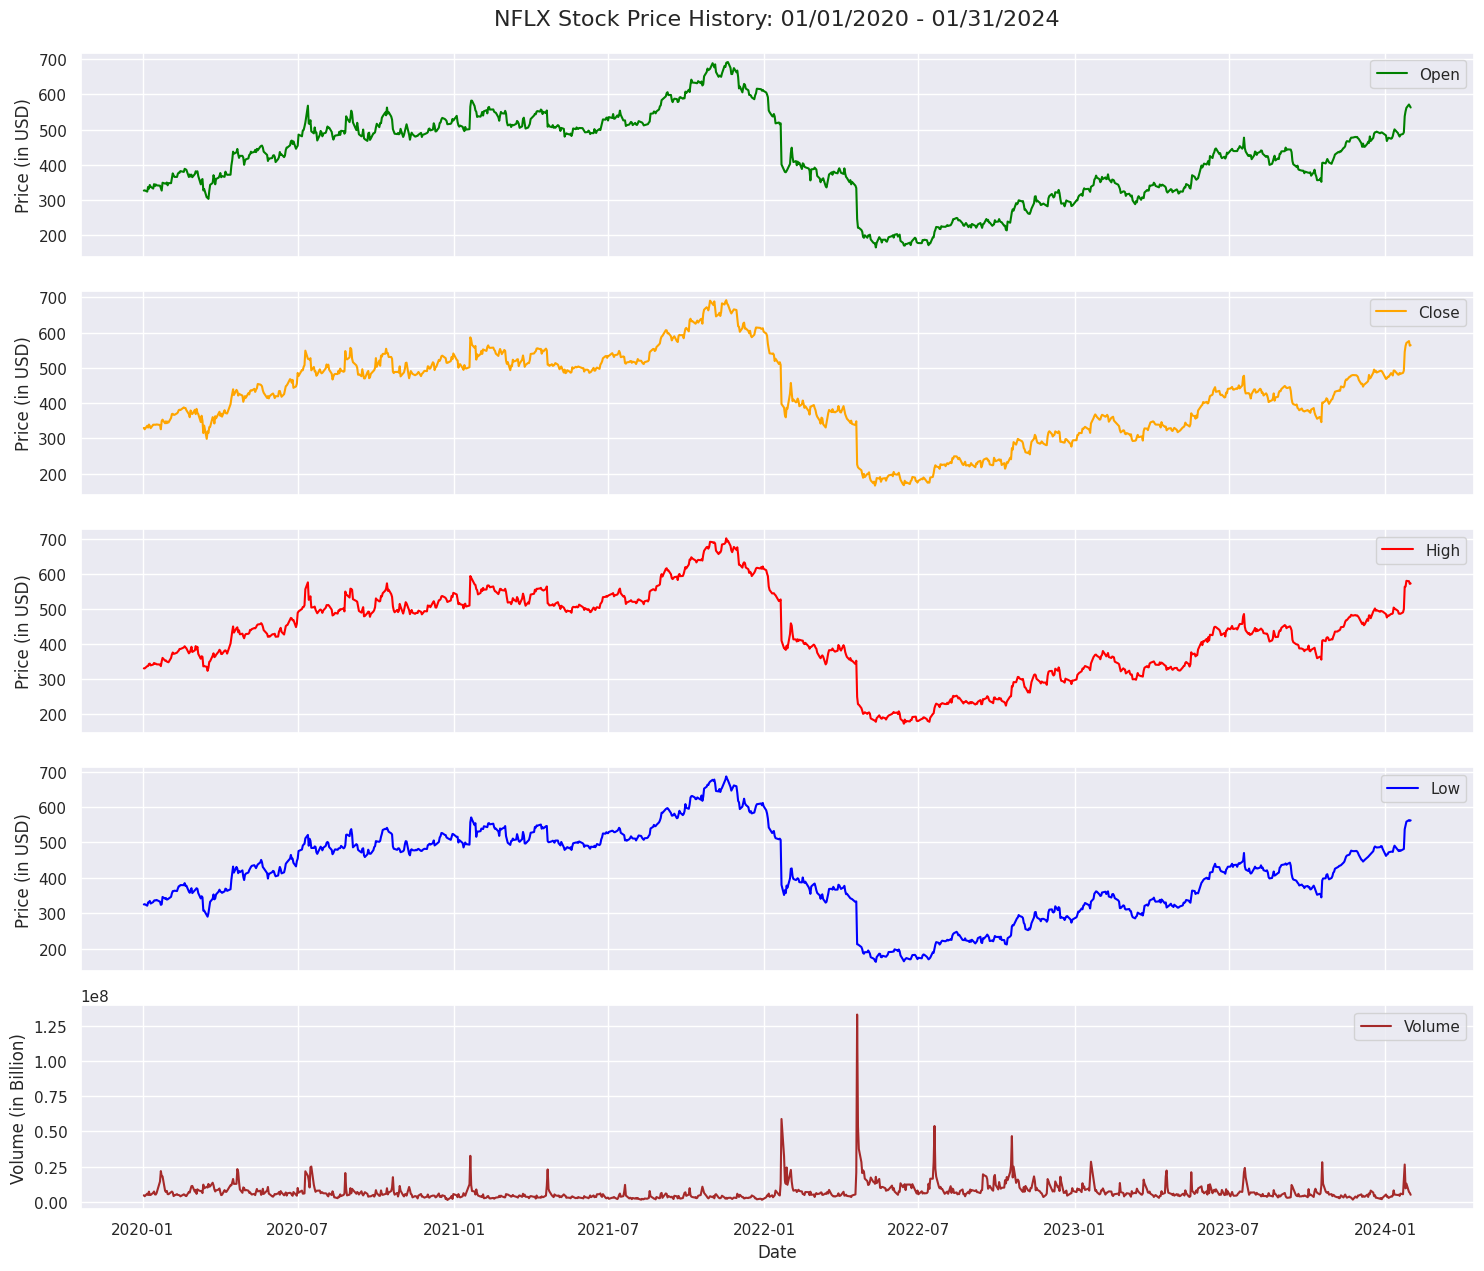 NFLX Stock Price History: 01/01/2020 - 01/31/2024
700
600
500
400
300
200
Price (in USD)
Open
700
600
500
400
300
200
Price (in USD)
Close
700
600
500
400
300
200
Price (in USD)
High
700
600
500
400
300
200
Price (in USD)
Low
1e8
1.25
1.00
0.75
0.50
0.25
0.00
Volume (in Billion)
Volume
2020-01 2020-07 2021-01 2021-07 2022-01 2022-07 2023-01 2023-07 2024-01
Date